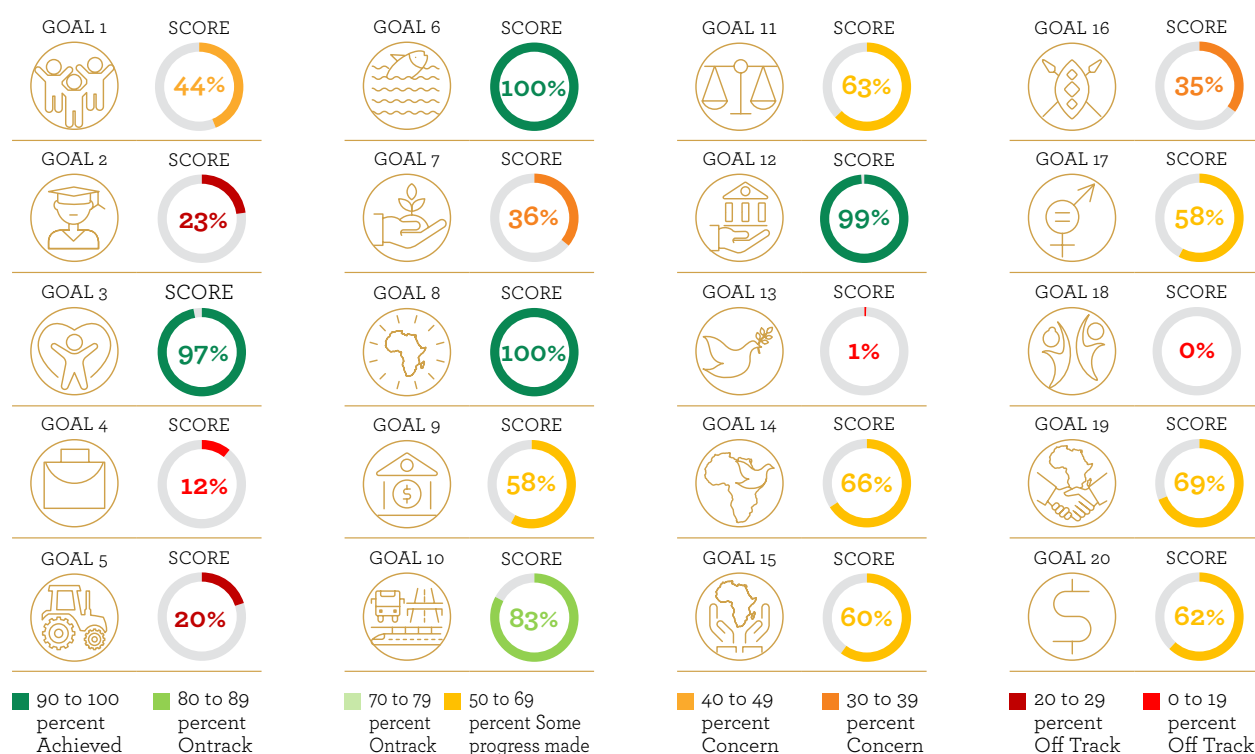 GOAL 1 SCORE
44%
GOAL 2 SCORE
23%
GOAL 3 SCORE
97%
GOAL 4 SCORE
12%
GOAL 5 SCORE
20%
GOAL 6 SCORE
100%
GOAL 7 SCORE
36%
GOAL 8 SCORE
100%
GOAL 9 SCORE
$
58%
GOAL 10 SCORE
83%
GOAL 11 SCORE
63%
GOAL 12 SCORE
99%
GOAL 13 SCORE
1%
GOAL 14 SCORE
66%
GOAL 15 SCORE
60%
GOAL 16 SCORE
35%
GOAL 17 SCORE
58%
GOAL 18 SCORE
0%
GOAL 19 SCORE
69%
GOAL 20 SCORE
62%
90 to 100
percent
Achieved
80 to 89
percent
Ontrack
70 to 79
percent
Ontrack
50 to 69
percent Some
progress made
40 to 49
percent
Concern
30 to 39
percent
Concern
20 to 29
percent
Off Track
0 to 19
percent
Off Track